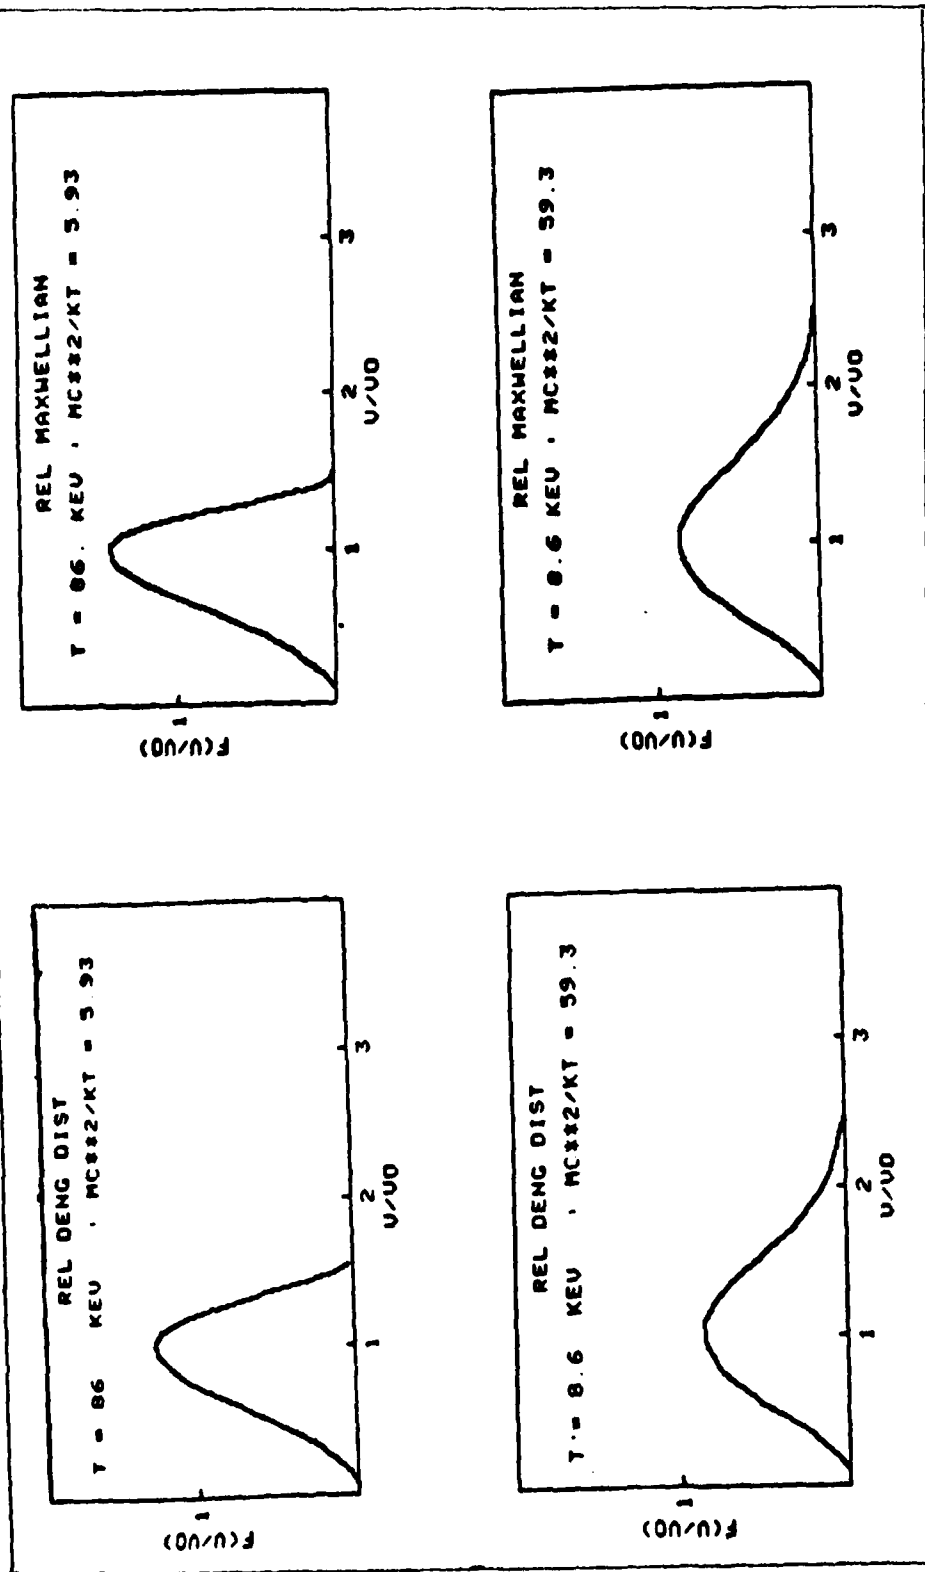 REL DENG DIST
T = 86 KEV , MC**2/KT = 5.93
F(V/V0)
1
1
2
3
V/V0
REL MAXWELLIAN
T = 86. KEV , MC**2/KT = 5.93
F(V/V0)
1
1
2
3
V/V0
REL DENG DIST
T = 8.6 KEV , MC**2/KT = 59.3
F(V/V0)
1
1
2
3
V/V0
REL MAXWELLIAN
T = 8.6 KEV , MC**2/KT = 59.3
F(V/V0)
1
1
2
3
V/V0